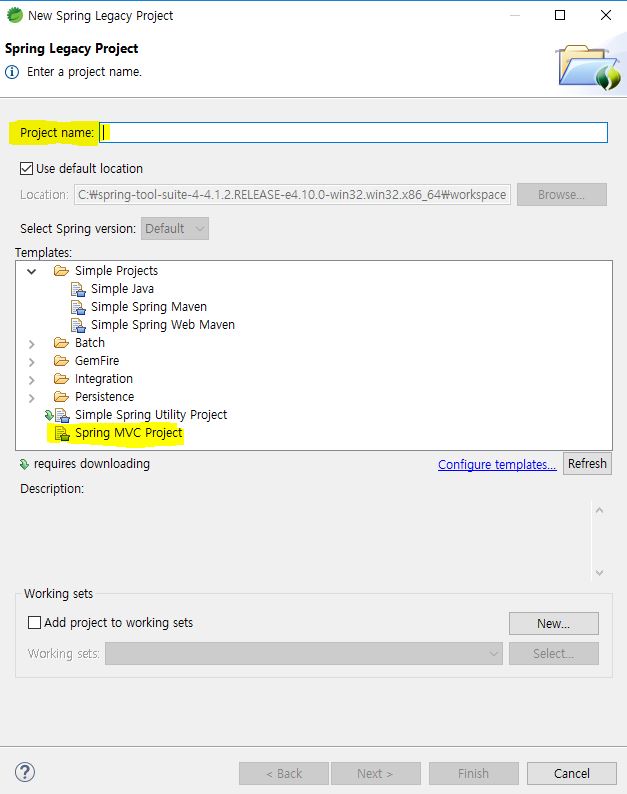 New Spring Legacy Project
Spring Legacy Project
Enter a project name.
Project name:
Use default location
Location: C:₩spring-tool-suite-4-4.1.2.RELEASE-e4.10.0-win32.win32.x86_64₩workspace Browse...
Select Spring version: Default
Templates:
Simple Projects
Simple Java
Simple Spring Maven
Simple Spring Web Maven
Batch
GemFire
Integration
Persistence
Simple Spring Utility Project
Spring MVC Project
requires downloading Configure templates... Refresh
Description:
Working sets
Add project to working sets New...
Working sets: Select...
? < Back Next > Finish Cancel